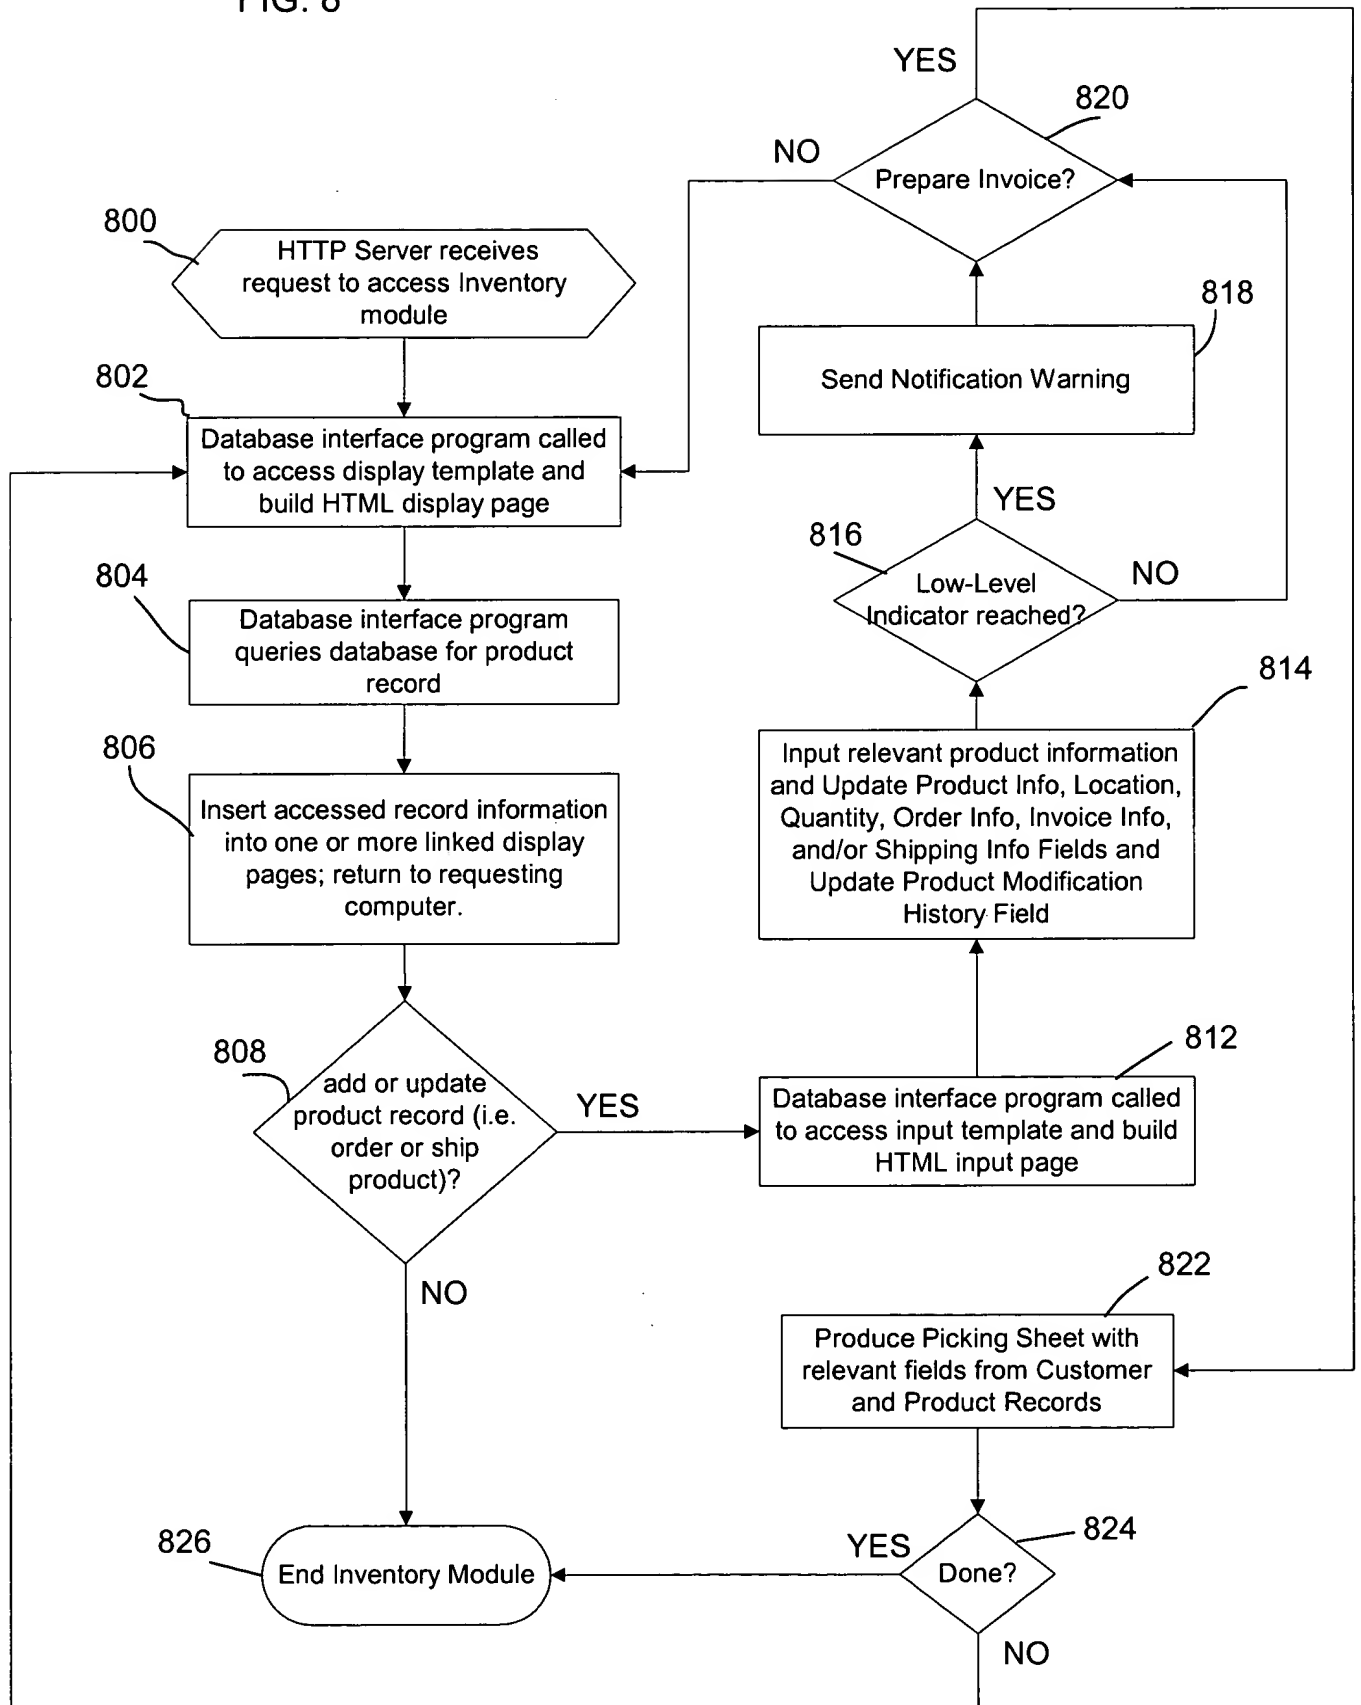 FIG. 8
YES
820
NO
Prepare Invoice?
800
HTTP Server receives
request to access Inventory
module
818
Send Notification Warning
802
Database interface program called
to access display template and
build HTML display page
YES
816
NO
Low-Level
Indicator reached?
804
Database interface program
queries database for product
record
814
Input relevant product information
and Update Product Info, Location,
Quantity, Order Info, Invoice Info,
and/or Shipping Info Fields and
Update Product Modification
History Field
806
Insert accessed record information
into one or more linked display
pages; return to requesting
computer.
808
add or update
product record (i.e.
order or ship
product)?
YES
812
Database interface program called
to access input template and build
HTML input page
NO
822
Produce Picking Sheet with
relevant fields from Customer
and Product Records
826
End Inventory Module
YES
824
Done?
NO